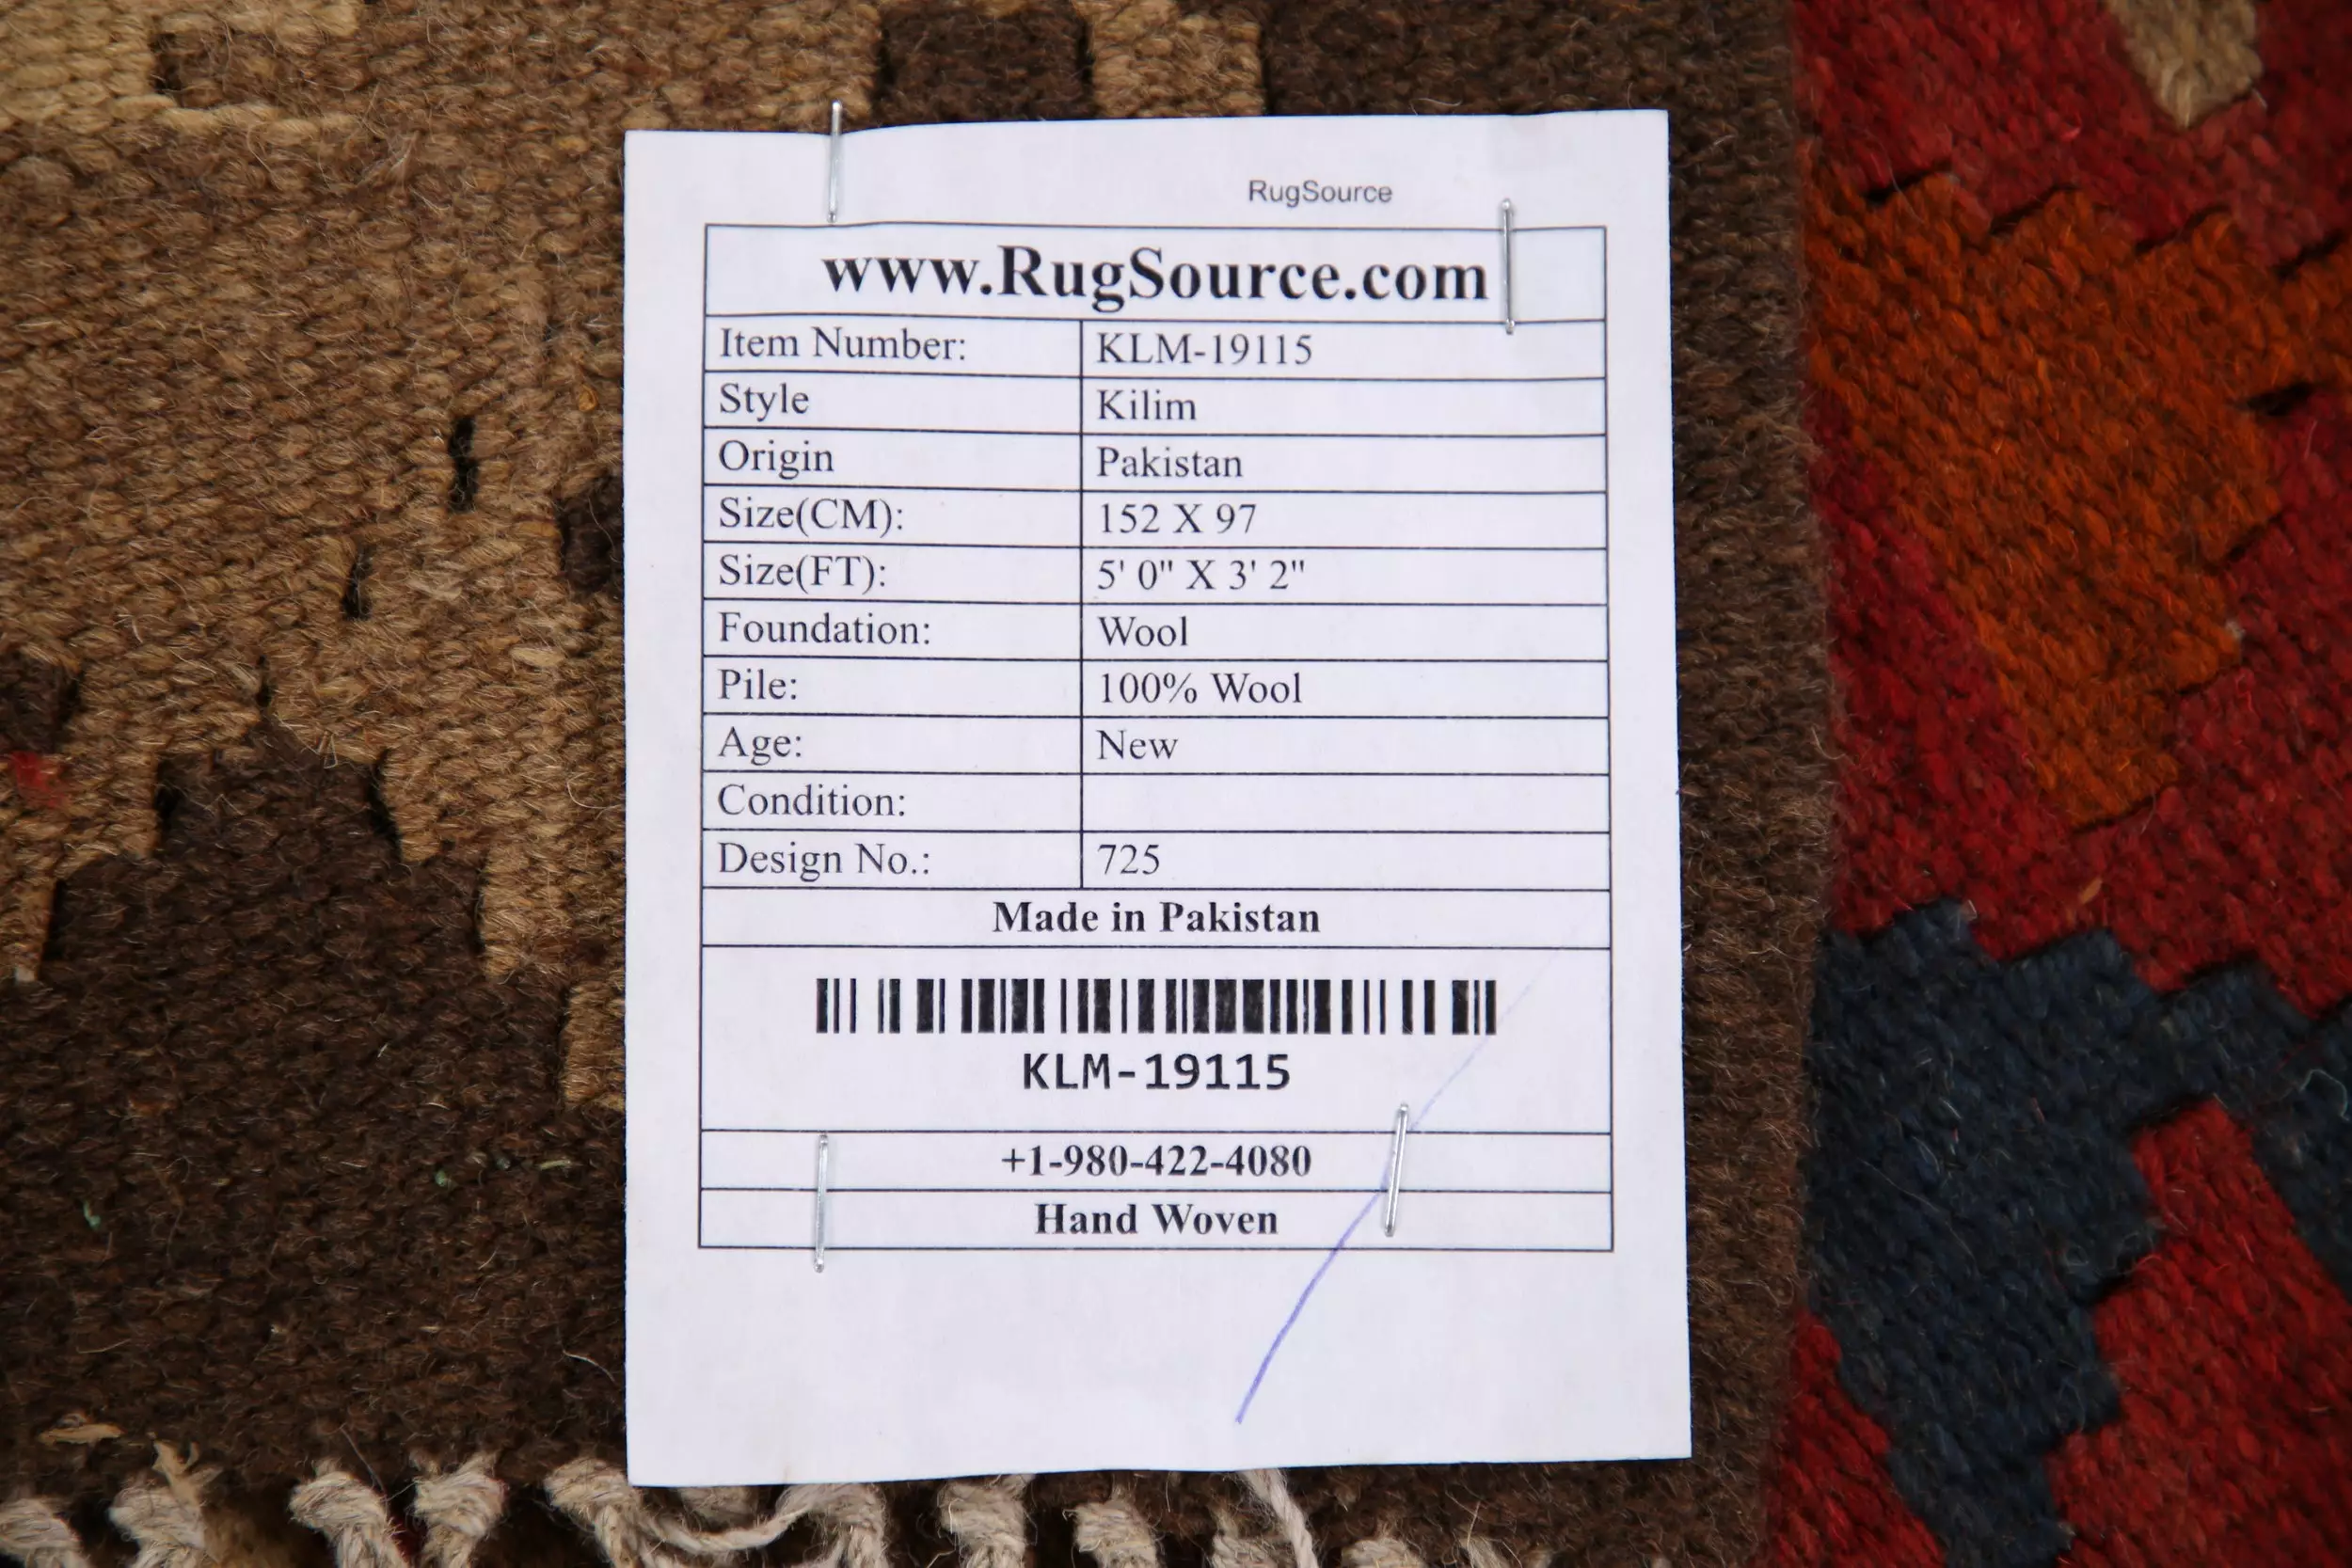 RugSource
www.RugSource.com
Item Number: KLM-19115
Style Kilim
Origin Pakistan
Size(CM): 152 X 97
Size(FT): 5' 0" X 3' 2"
Foundation: Wool
Pile: 100% Wool
Age: New
Condition:
Design No.: 725
Made in Pakistan
KLM-19115
+1-980-422-4080
Hand Woven